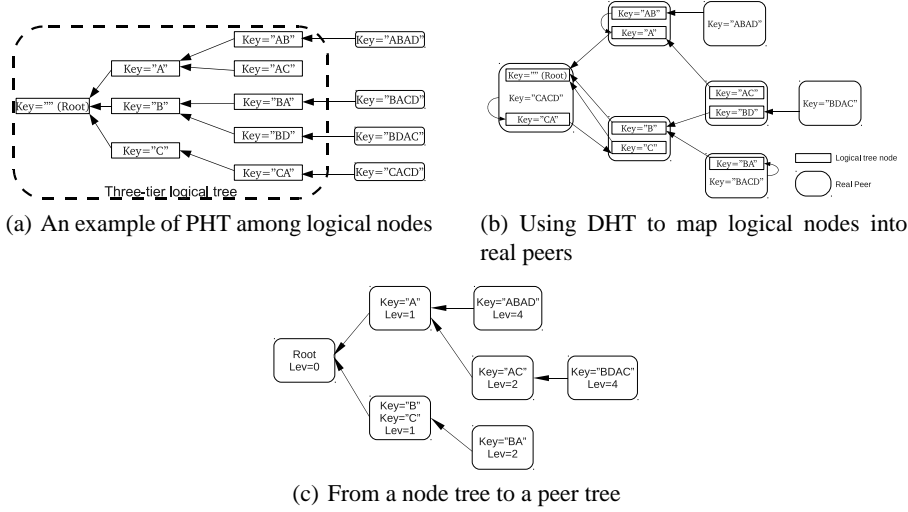 Key="AB"
Key="ABAD"
Key="A"
Key="AC"
Key="" (Root)
Key="B"
Key="BA"
Key="BACD"
Key="BD"
Key="BDAC"
Key="C"
Key="CA"
Key="CACD"
Three-tier logical tree
(a) An example of PHT among logical nodes
Key="AB"
Key="A"
Key="ABAD"
Key="" (Root)
Key="CACD"
Key="CA"
Key="AC"
Key="BD"
Key="BDAC"
Key="B"
Key="C"
Key="BA"
Key="BACD"
Logical tree node
Real Peer
(b) Using DHT to map logical nodes into
real peers
Key="A"
Lev=1
Key="ABAD"
Lev=4
Root
Lev=0
Key="AC"
Lev=2
Key="BDAC"
Lev=4
Key="B"
Key="C"
Lev=1
Key="BA"
Lev=2
(c) From a node tree to a peer tree